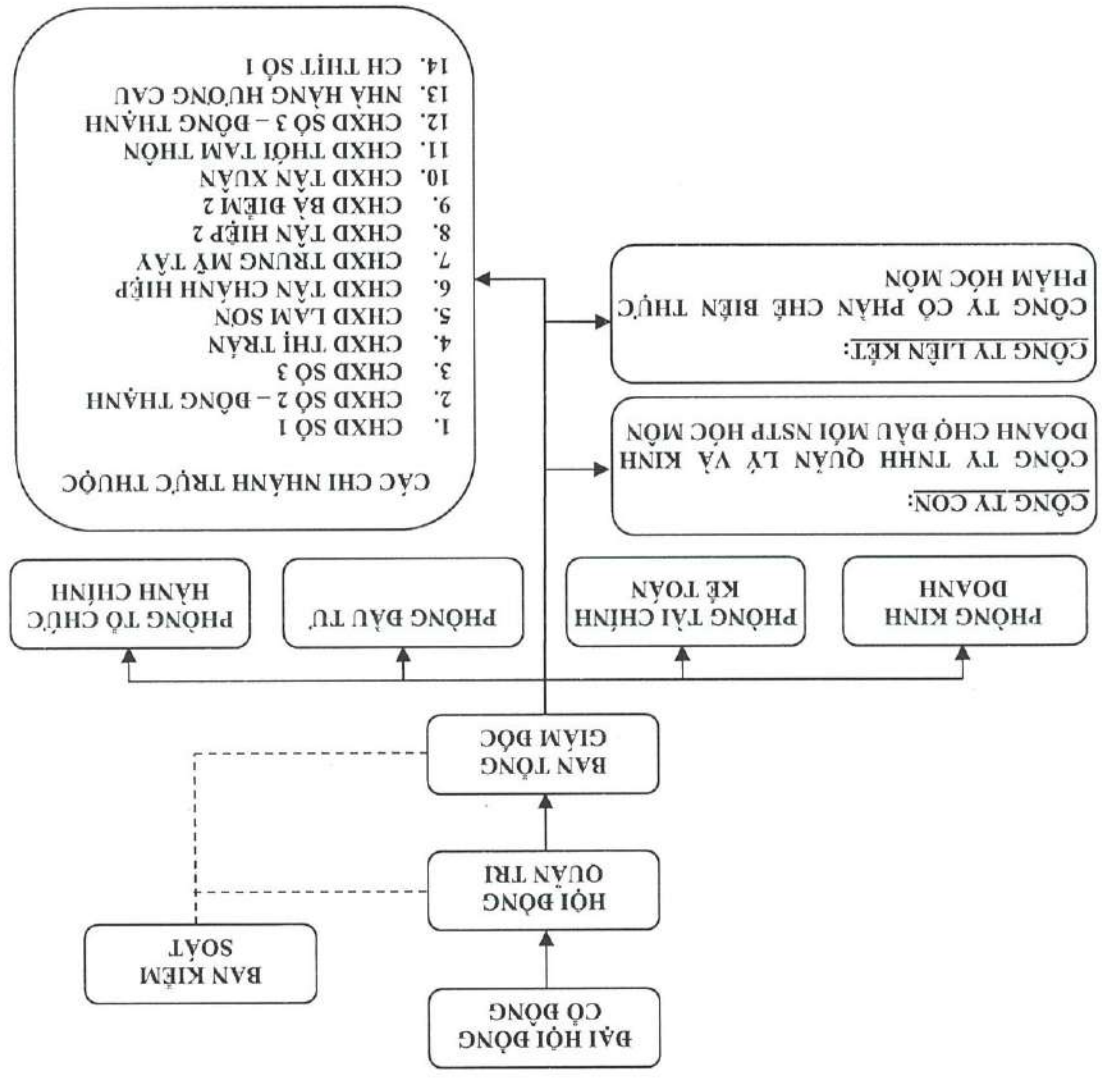 ĐẠI HỘI ĐỒNG
CỔ ĐÔNG
BAN KIỂM
SOÁT
HỘI ĐỒNG
QUẢN TRỊ
BAN TỔNG
GIÁM ĐỐC
PHÒNG KINH
DOANH
PHÒNG TÀI CHÍNH
KẾ TOÁN
PHÒNG ĐẦU TƯ
PHÒNG TỔ CHỨC
HÀNH CHÍNH
CÔNG TY CON:
CÔNG TY TNHH QUẢN LÝ VÀ KINH
DOANH CHỢ ĐẦU MỐI NSTP HÓC MÔN
CÔNG TY LIÊN KẾT:
CÔNG TY CỔ PHẦN CHẾ BIẾN THỰC
PHẨM HÓC MÔN
CÁC CHI NHÁNH TRỰC THUỘC
1. CHXD SỐ 1
2. CHXD SỐ 2 – ĐÔNG THẠNH
3. CHXD SỐ 3
4. CHXD THỊ TRẤN
5. CHXD LAM SƠN
6. CHXD TÂN CHÁNH HIỆP
7. CHXD TRUNG MỸ TÂY
8. CHXD TÂN HIỆP 2
9. CHXD BÀ ĐIỂM 2
10. CHXD TÂN XUÂN
11. CHXD THỚI TAM THÔN
12. CHXD SỐ 3 – ĐÔNG THẠNH
13. NHÀ HÀNG HƯƠNG CAU
14. CH THỊT SỐ 1